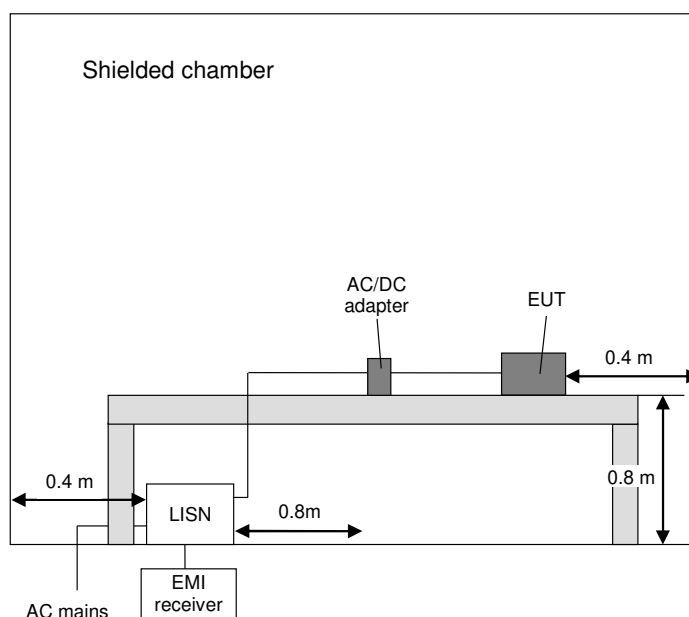 Shielded chamber
AC/DC
adapter
EUT
0.4 m
0.4 m
0.8 m
LISN
0.8m
EMI
receiver
AC mains